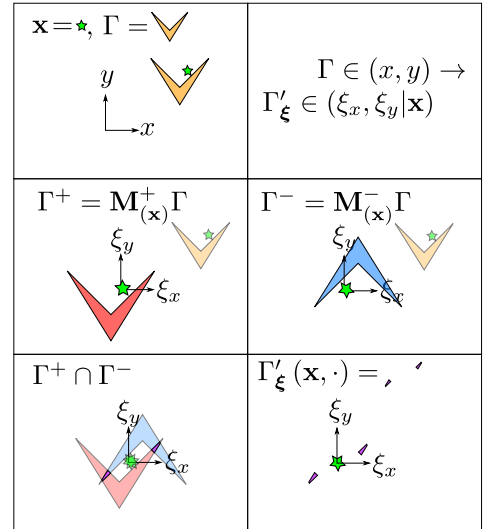 x = ★, Γ =
y
x
Γ ∈ (x, y) →
Γ′_ξ ∈ (ξ_x, ξ_y|x)
Γ⁺ = M⁺_(x)Γ
ξ_y
ξ_x
Γ⁻ = M⁻_(x)Γ
ξ_y
ξ_x
Γ⁺ ∩ Γ⁻
ξ_y
ξ_x
Γ′_ξ (x, ·) =
ξ_y
ξ_x